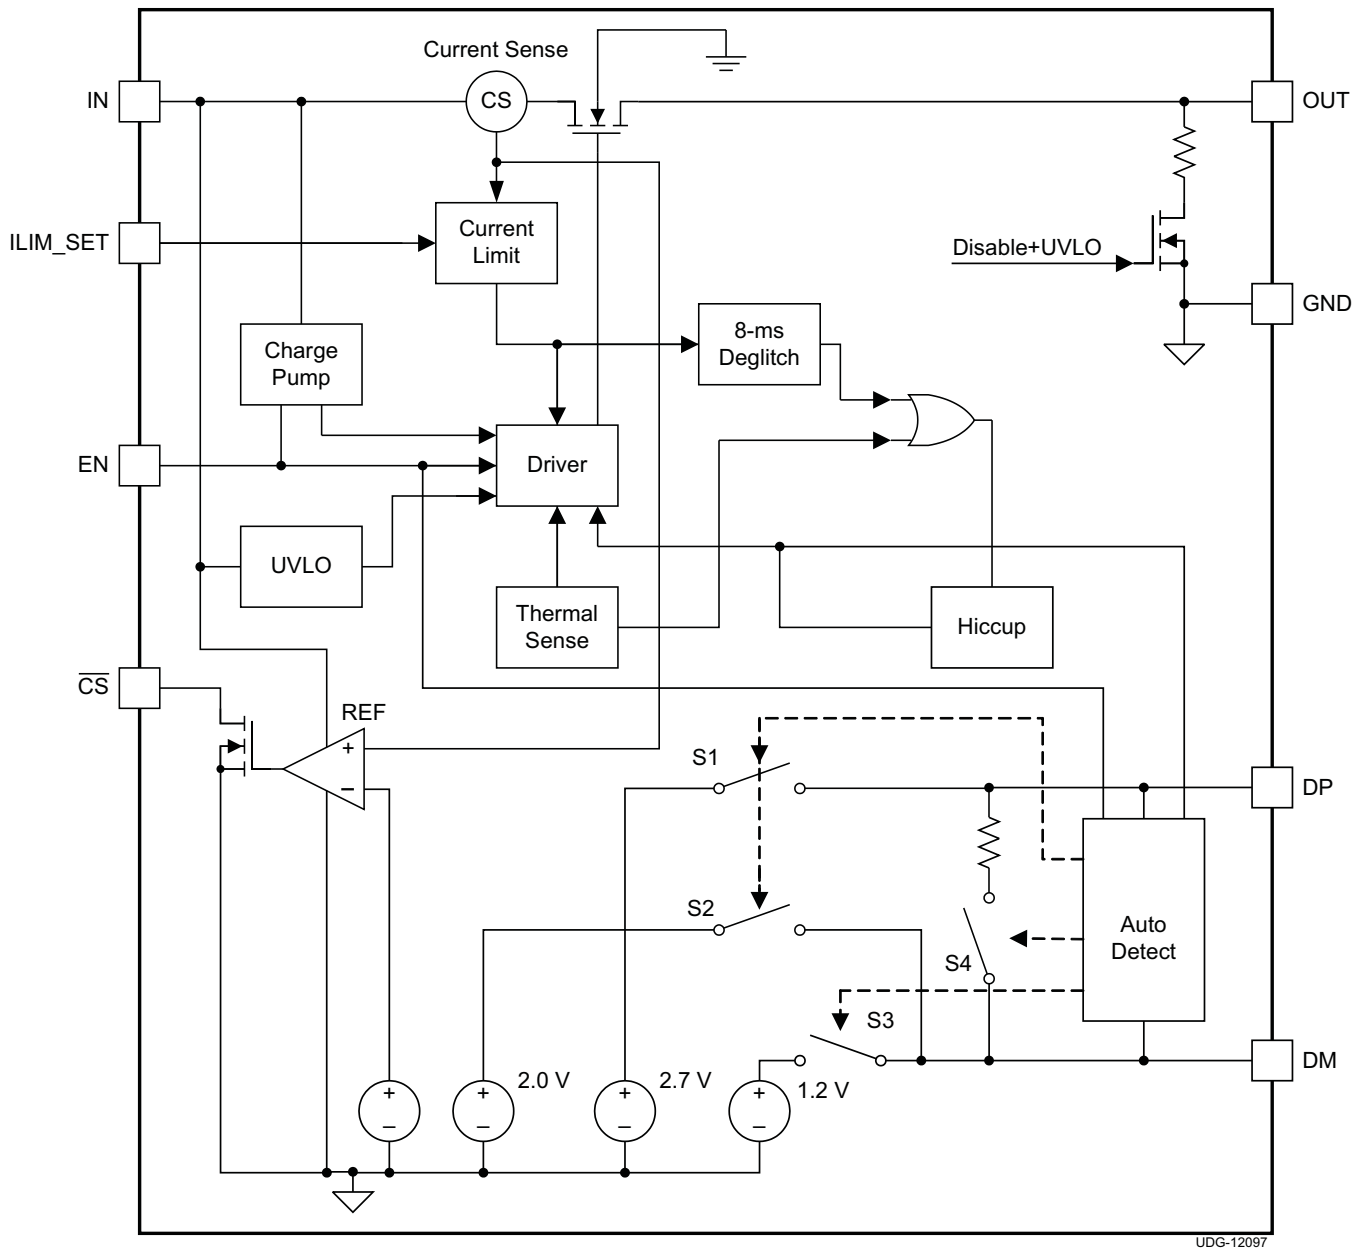 Current Sense
IN
CS
OUT
ILIM_SET
Current
Limit
Disable+UVLO
GND
8-ms
Deglitch
Charge
Pump
EN
Driver
UVLO
Thermal
Sense
Hiccup
C̅S̅
REF
+
–
S1
DP
S2
Auto
Detect
S4
S3
DM
2.0 V
2.7 V
1.2 V
+
–
+
–
+
–
+
–
UDG-12097